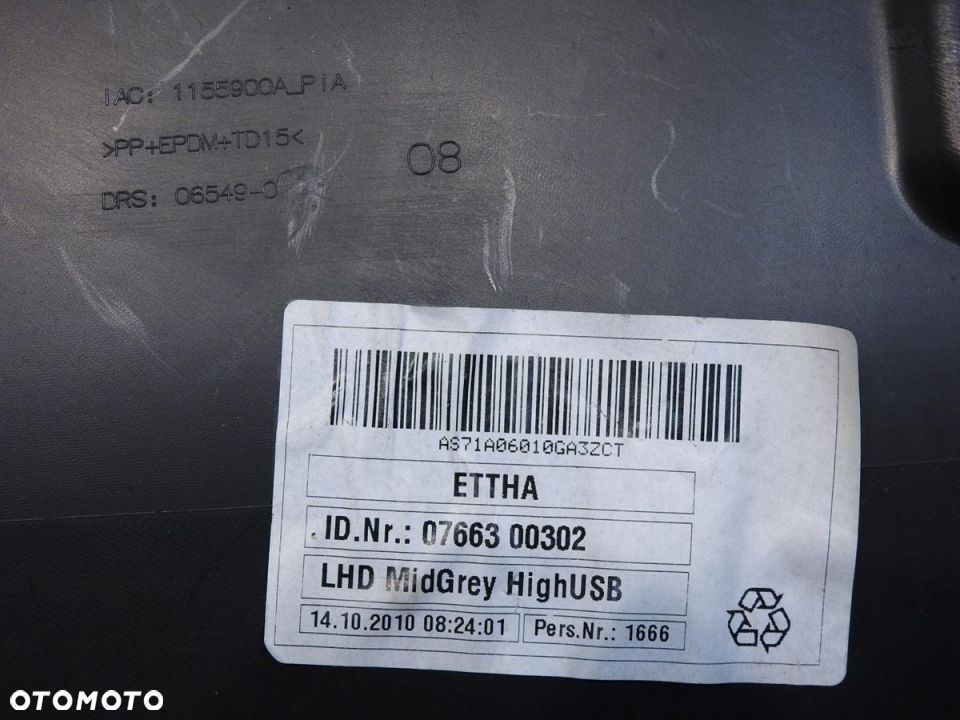 IAC: 1155900A_PIA
>PP+EPDM+TD15<
08
DRS: 06549-0
AS71A06010GA3ZCT
ETTHA
ID.Nr.: 07663 00302
LHD MidGrey HighUSB
14.10.2010 08:24:01 Pers.Nr.: 1666
OTOMOTO